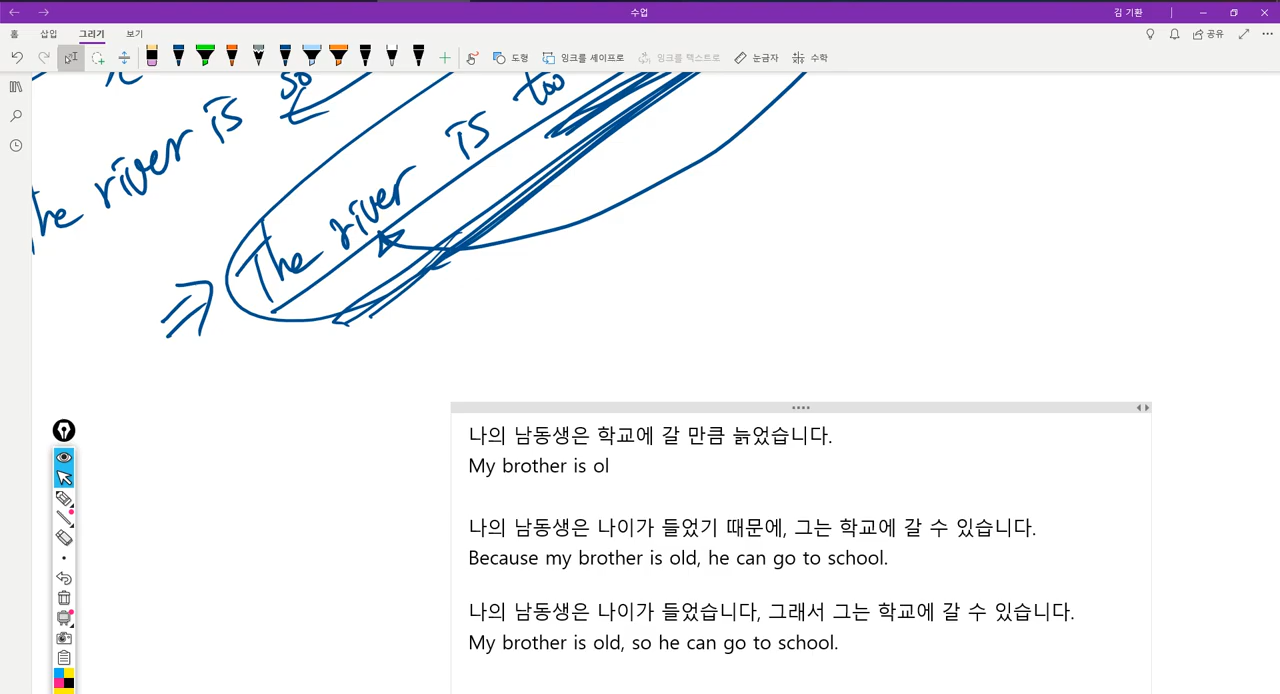 수업
김 기환
홈 삽입 그리기 보기
공유
도형 잉크를 셰이프로 잉크를 텍스트로 눈금자 수학
so
too
The river is
The river is
나의 남동생은 학교에 갈 만큼 늙었습니다.
My brother is ol
나의 남동생은 나이가 들었기 때문에, 그는 학교에 갈 수 있습니다.
Because my brother is old, he can go to school.
나의 남동생은 나이가 들었습니다, 그래서 그는 학교에 갈 수 있습니다.
My brother is old, so he can go to school.